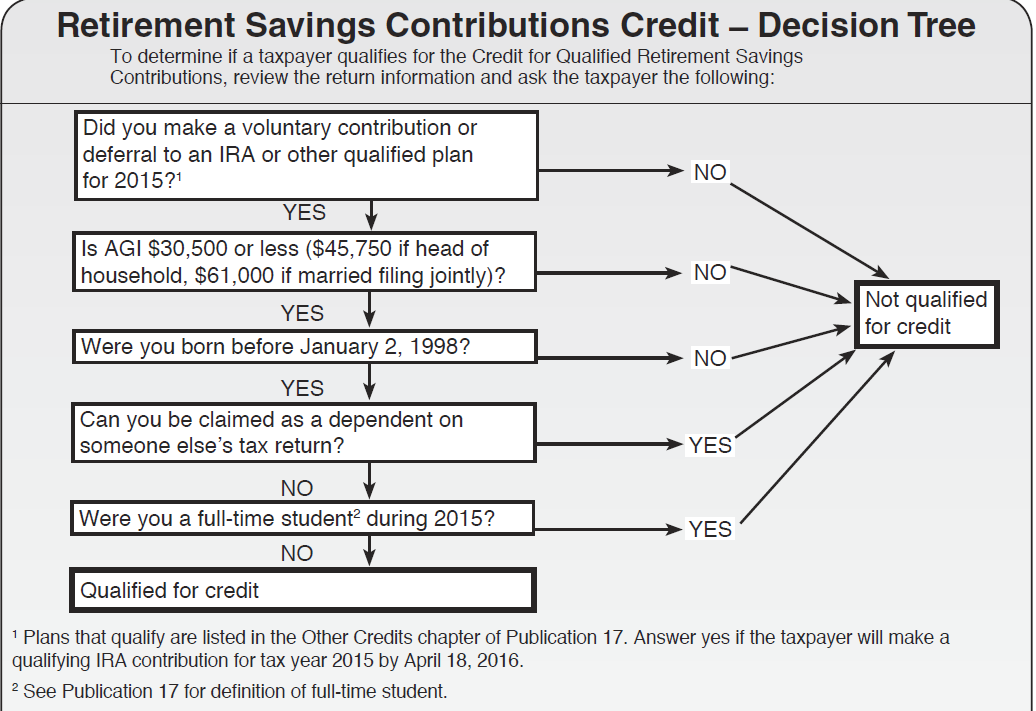 Retirement Savings Contributions Credit – Decision Tree
To determine if a taxpayer qualifies for the Credit for Qualified Retirement Savings
Contributions, review the return information and ask the taxpayer the following:
Did you make a voluntary contribution or
deferral to an IRA or other qualified plan
for 2015?¹
NO
YES
Is AGI $30,500 or less ($45,750 if head of
household, $61,000 if married filing jointly)?
NO
Not qualified
for credit
YES
Were you born before January 2, 1998?
NO
YES
Can you be claimed as a dependent on
someone else’s tax return?
YES
NO
Were you a full-time student² during 2015?
YES
NO
Qualified for credit
¹ Plans that qualify are listed in the Other Credits chapter of Publication 17. Answer yes if the taxpayer will make a
qualifying IRA contribution for tax year 2015 by April 18, 2016.
² See Publication 17 for definition of full-time student.